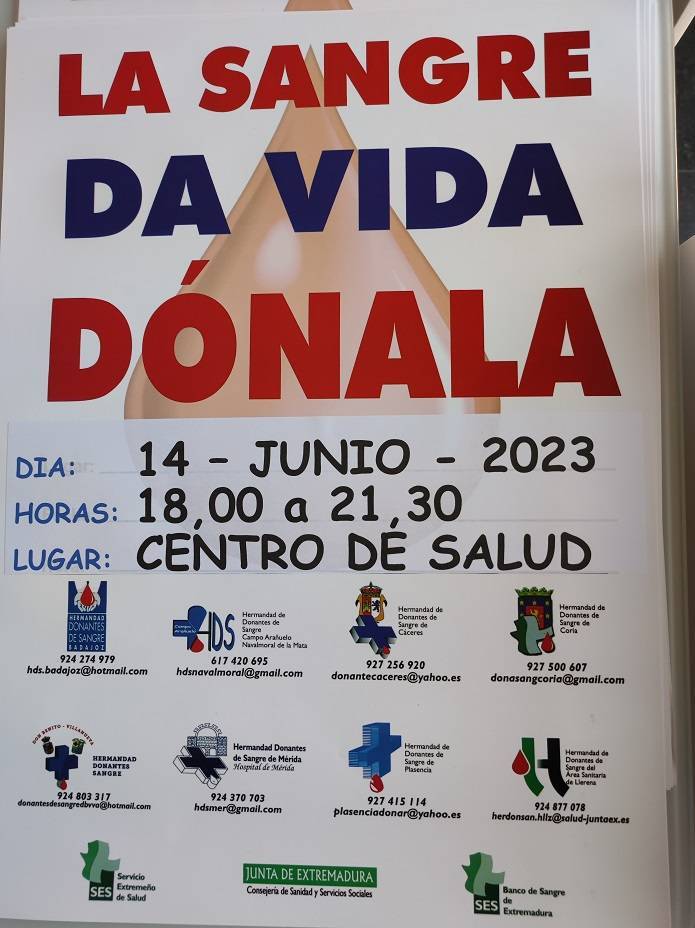 LA SANGRE
DA VIDA
DÓNALA
DIA: 14 - JUNIO - 2023
HORAS: 18,00 a 21,30
LUGAR: CENTRO DE SALUD
HERMANDAD
DONANTES
DE SANGRE
BADAJOZ
924 274 979
hds.badajoz@hotmail.com
Campo Arañuelo
HDS
Hermandad de
Donantes de
Sangre
Campo Arañuelo
Navalmoral de la Mata
617 420 695
hdsnavalmoral@gmail.com
Hermandad de
Donantes de
Sangre de
Cáceres
927 256 920
donantecaceres@yahoo.es
Hermandad de
Donantes de
Sangre de
Coria
927 500 607
donasangcoria@gmail.com
DON BENITO - VILLANUEVA
HERMANDAD
DONANTES
SANGRE
924 803 317
donantesdesangredbvva@hotmail.com
Hermandad Donantes
de Sangre de Mérida
Hospital de Mérida
924 370 703
hdsmer@gmail.com
Hermandad de
Donantes de
Sangre de
Plasencia
927 415 114
plasenciadonar@yahoo.es
Hermandad de
Donantes de
Sangre del
Área Sanitaria
de Llerena
924 877 078
herdonsan.hllz@salud-juntaex.es
SES
Servicio
Extremeño
de Salud
JUNTA DE EXTREMADURA
Consejería de Sanidad y Servicios Sociales
SES
Banco de Sangre
de
Extremadura